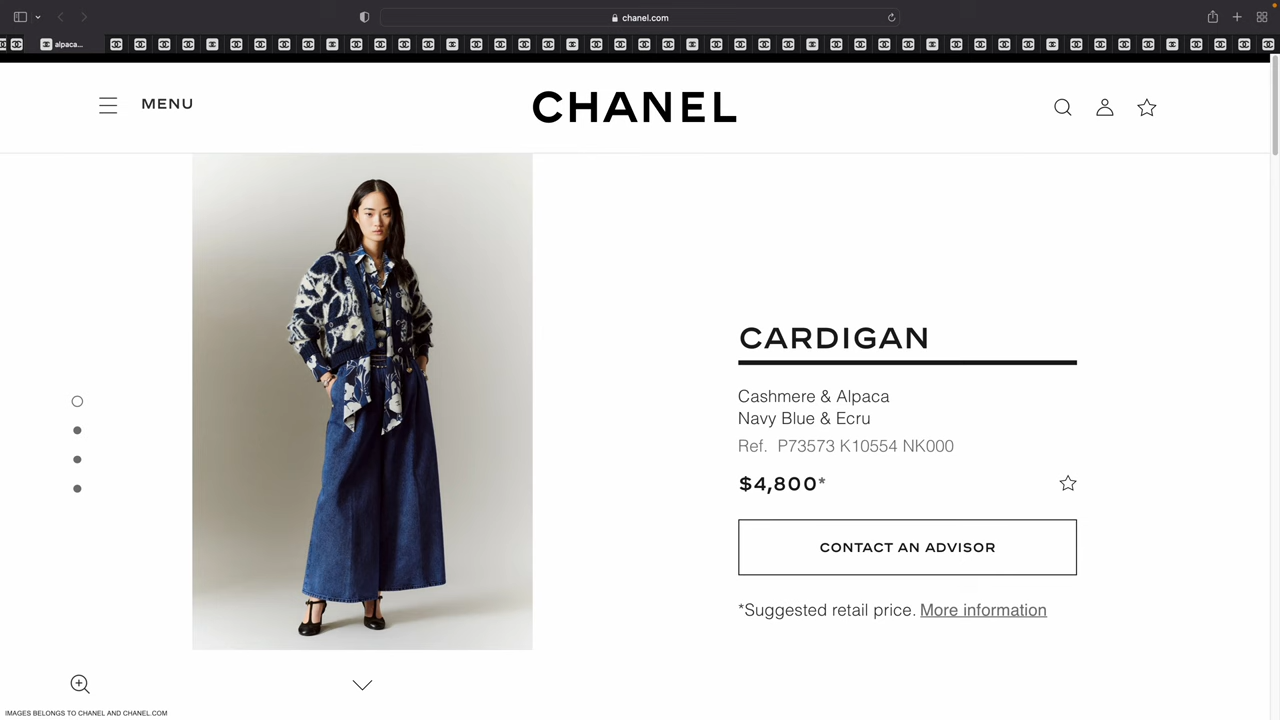 chanel.com
alpaca...
MENU
CHANEL
CARDIGAN
Cashmere & Alpaca
Navy Blue & Ecru
Ref. P73573 K10554 NK000
$4,800*
CONTACT AN ADVISOR
*Suggested retail price. More information
IMAGES BELONGS TO CHANEL AND CHANEL.COM